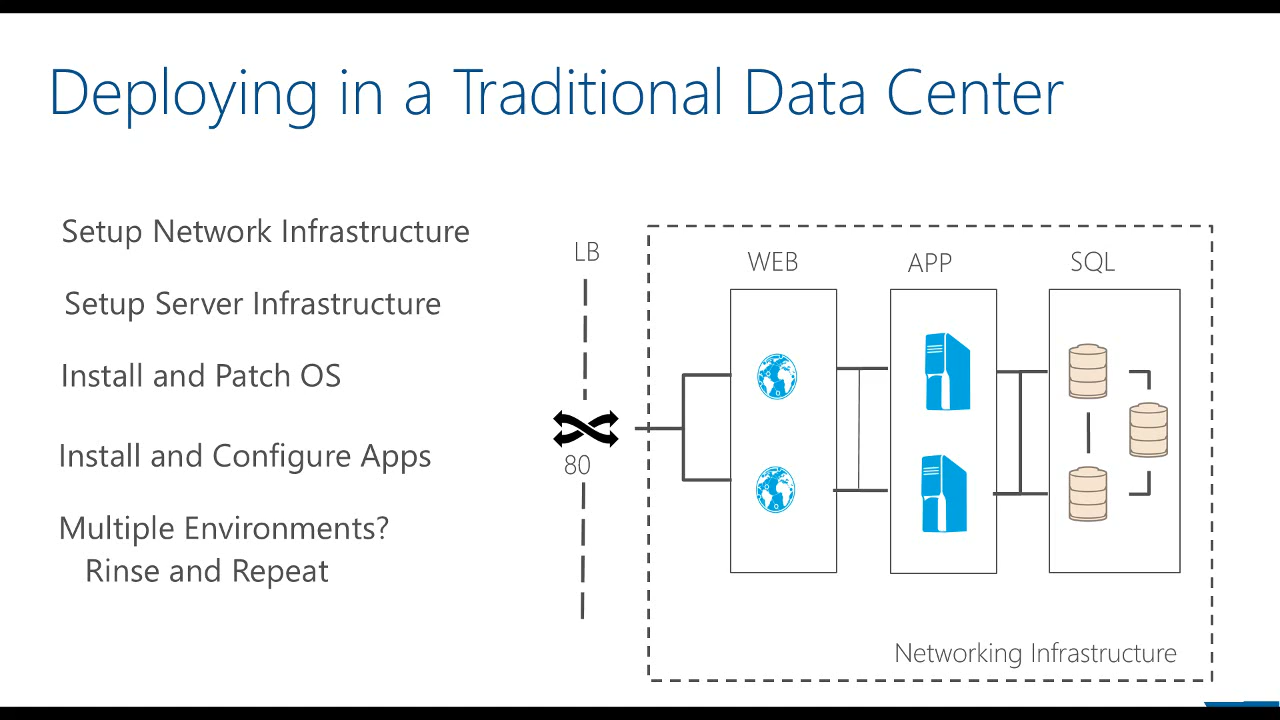 Deploying in a Traditional Data Center
Setup Network Infrastructure
Setup Server Infrastructure
Install and Patch OS
Install and Configure Apps
Multiple Environments?
Rinse and Repeat
LB
80
WEB
APP
SQL
Networking Infrastructure